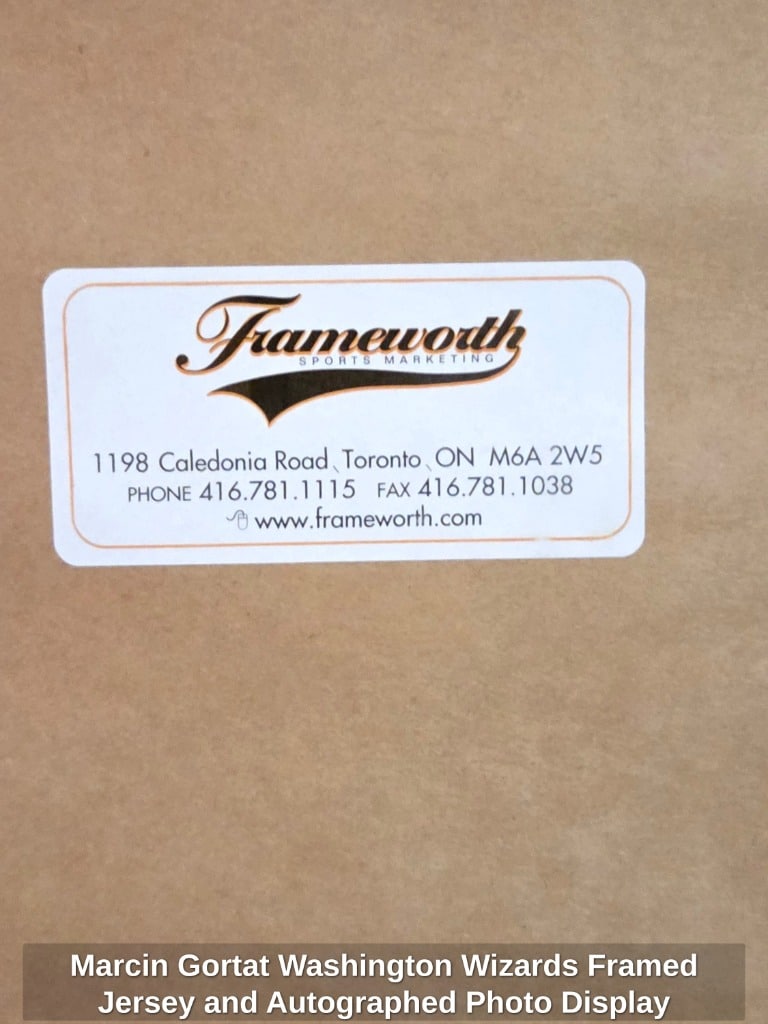 Frameworth
SPORTS MARKETING
1198 Caledonia Road, Toronto, ON M6A 2W5
PHONE 416.781.1115 FAX 416.781.1038
www.frameworth.com
Marcin Gortat Washington Wizards Framed
Jersey and Autographed Photo Display